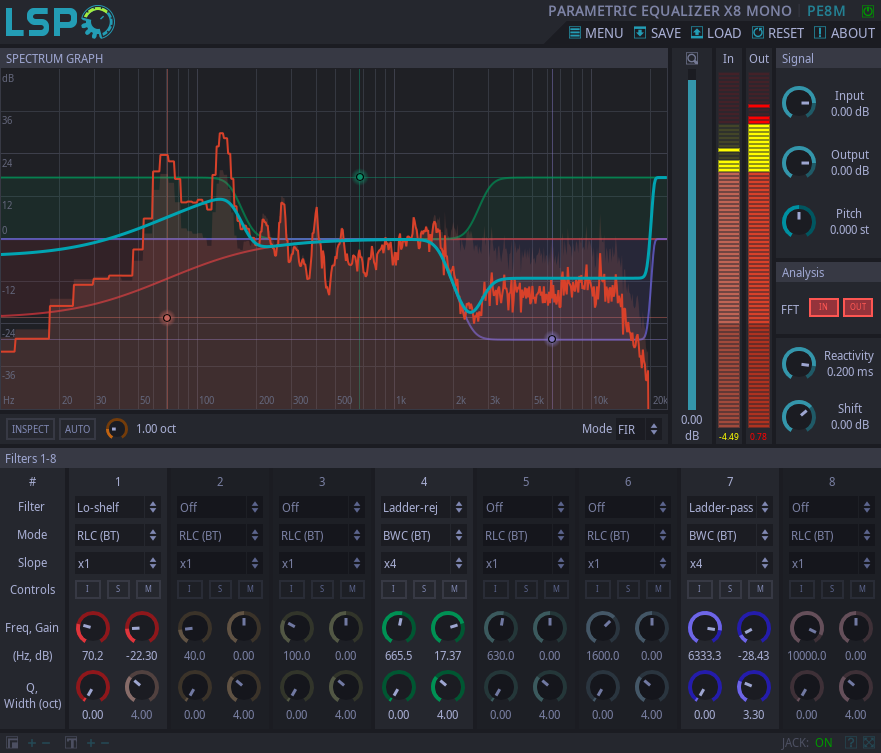 LSP
PARAMETRIC EQUALIZER X8 MONO PE8M
MENU SAVE LOAD RESET ABOUT
SPECTRUM GRAPH
In Out
Signal
dB
36
24
12
0
-12
-24
-36
Hz 20 30 50 100 200 300 500 1k 2k 3k 5k 10k 20k
0.00
dB
-4.49 0.78
Input
0.00 dB
Output
0.00 dB
Pitch
0.000 st
Analysis
FFT IN OUT
Reactivity
0.200 ms
Shift
0.00 dB
INSPECT AUTO 1.00 oct Mode FIR
Filters 1-8
# 1 2 3 4 5 6 7 8
Filter Lo-shelf Off Off Ladder-rej Off Off Ladder-pass Off
Mode RLC (BT) RLC (BT) RLC (BT) BWC (BT) RLC (BT) RLC (BT) BWC (BT) RLC (BT)
Slope x1 x1 x1 x4 x1 x1 x4 x1
Controls I S M I S M I S M I S M I S M I S M I S M I S M
Freq, Gain
(Hz, dB) 70.2 -22.30 40.0 0.00 100.0 0.00 665.5 17.37 630.0 0.00 1600.0 0.00 6333.3 -28.43 10000.0 0.00
Q,
Width (oct) 0.00 4.00 0.00 4.00 0.00 4.00 0.00 4.00 0.00 4.00 0.00 4.00 0.00 3.30 0.00 4.00
JACK: ON